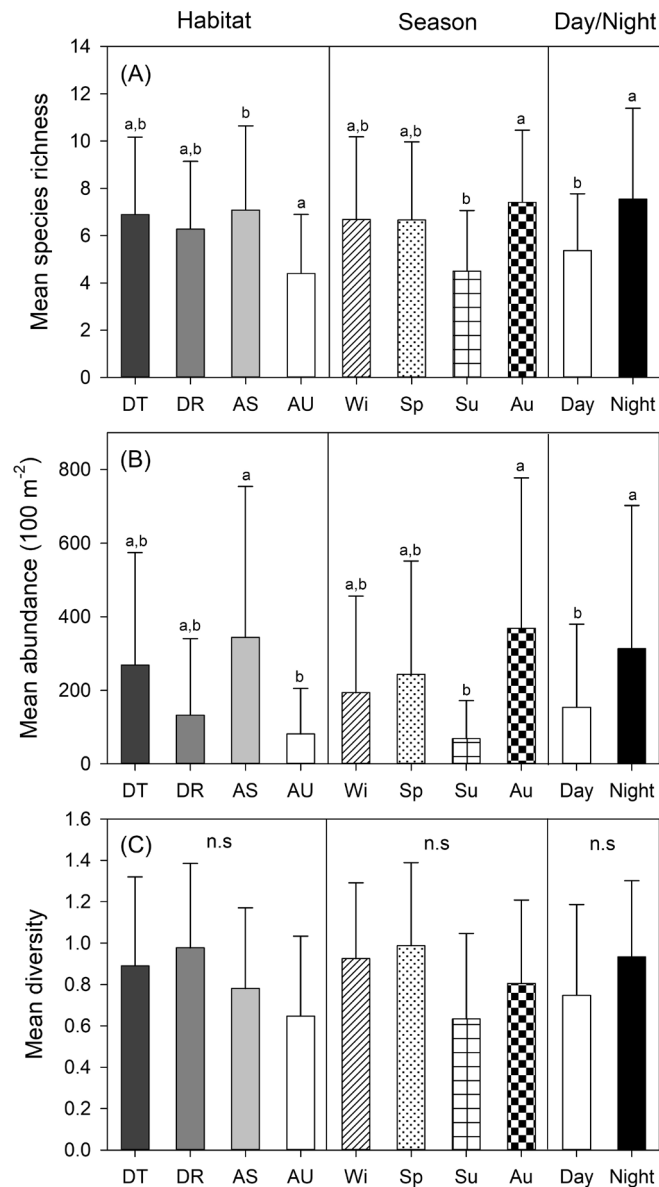 Habitat Season Day/Night
(A)
Mean species richness
14
12
10
8
6
4
2
0
a,b a,b b a a,b a,b b a b a
DT DR AS AU Wi Sp Su Au Day Night
(B)
Mean abundance (100 m⁻²)
800
600
400
200
0
a,b a,b a b a,b a,b b a b a
DT DR AS AU Wi Sp Su Au Day Night
(C) n.s n.s n.s
Mean diversity
1.6
1.4
1.2
1.0
0.8
0.6
0.4
0.2
0.0
DT DR AS AU Wi Sp Su Au Day Night